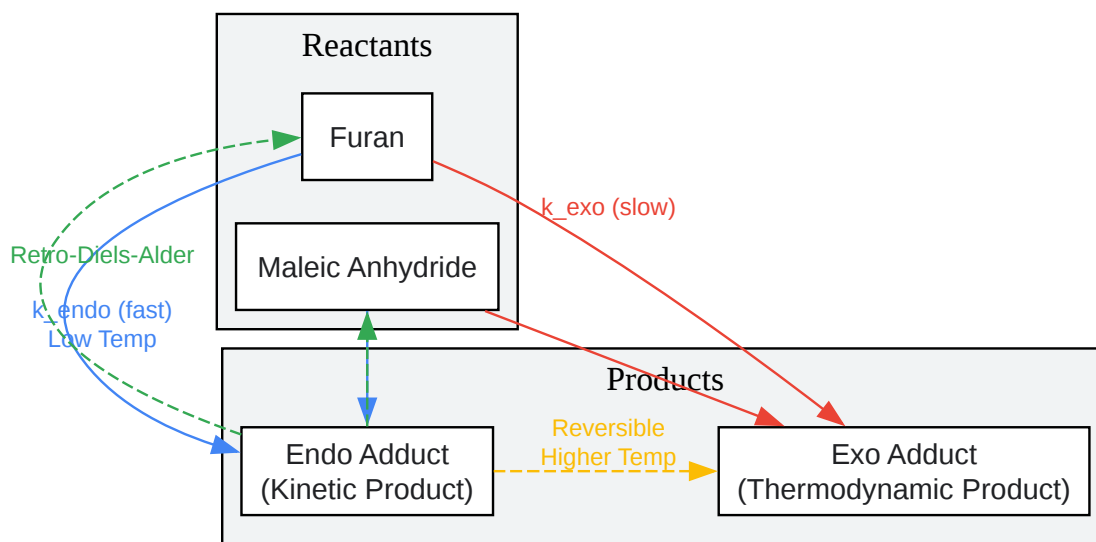 Reactants
Furan
k_exo (slow)
Retro-Diels-Alder
Maleic Anhydride
k_endo (fast)
Low Temp
Products
Reversible
Higher Temp
Endo Adduct
(Kinetic Product)
Exo Adduct
(Thermodynamic Product)